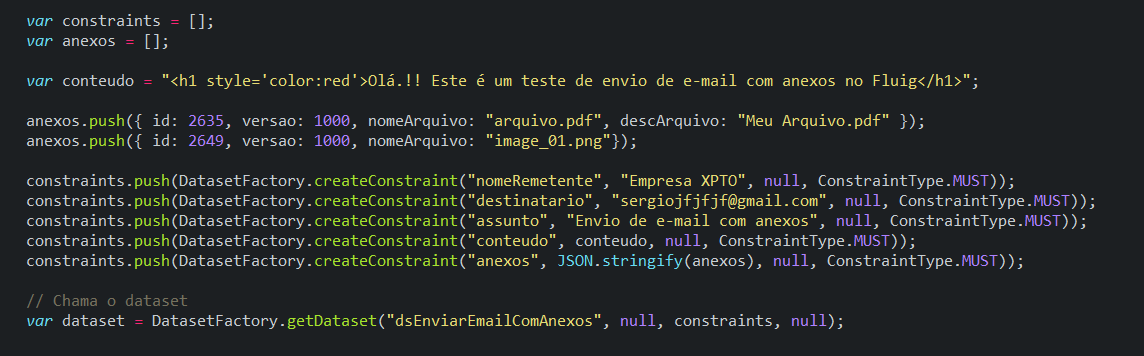 var constraints = [];
var anexos = [];
var conteudo = "<h1 style='color:red'>Olá.!! Este é um teste de envio de e-mail com anexos no Fluig</h1>";
anexos.push({ id: 2635, versao: 1000, nomeArquivo: "arquivo.pdf", descArquivo: "Meu Arquivo.pdf" });
anexos.push({ id: 2649, versao: 1000, nomeArquivo: "image_01.png"});
constraints.push(DatasetFactory.createConstraint("nomeRemetente", "Empresa XPTO", null, ConstraintType.MUST));
constraints.push(DatasetFactory.createConstraint("destinatario", "sergiojfjfjf@gmail.com", null, ConstraintType.MUST));
constraints.push(DatasetFactory.createConstraint("assunto", "Envio de e-mail com anexos", null, ConstraintType.MUST));
constraints.push(DatasetFactory.createConstraint("conteudo", conteudo, null, ConstraintType.MUST));
constraints.push(DatasetFactory.createConstraint("anexos", JSON.stringify(anexos), null, ConstraintType.MUST));
// Chama o dataset
var dataset = DatasetFactory.getDataset("dsEnviarEmailComAnexos", null, constraints, null);